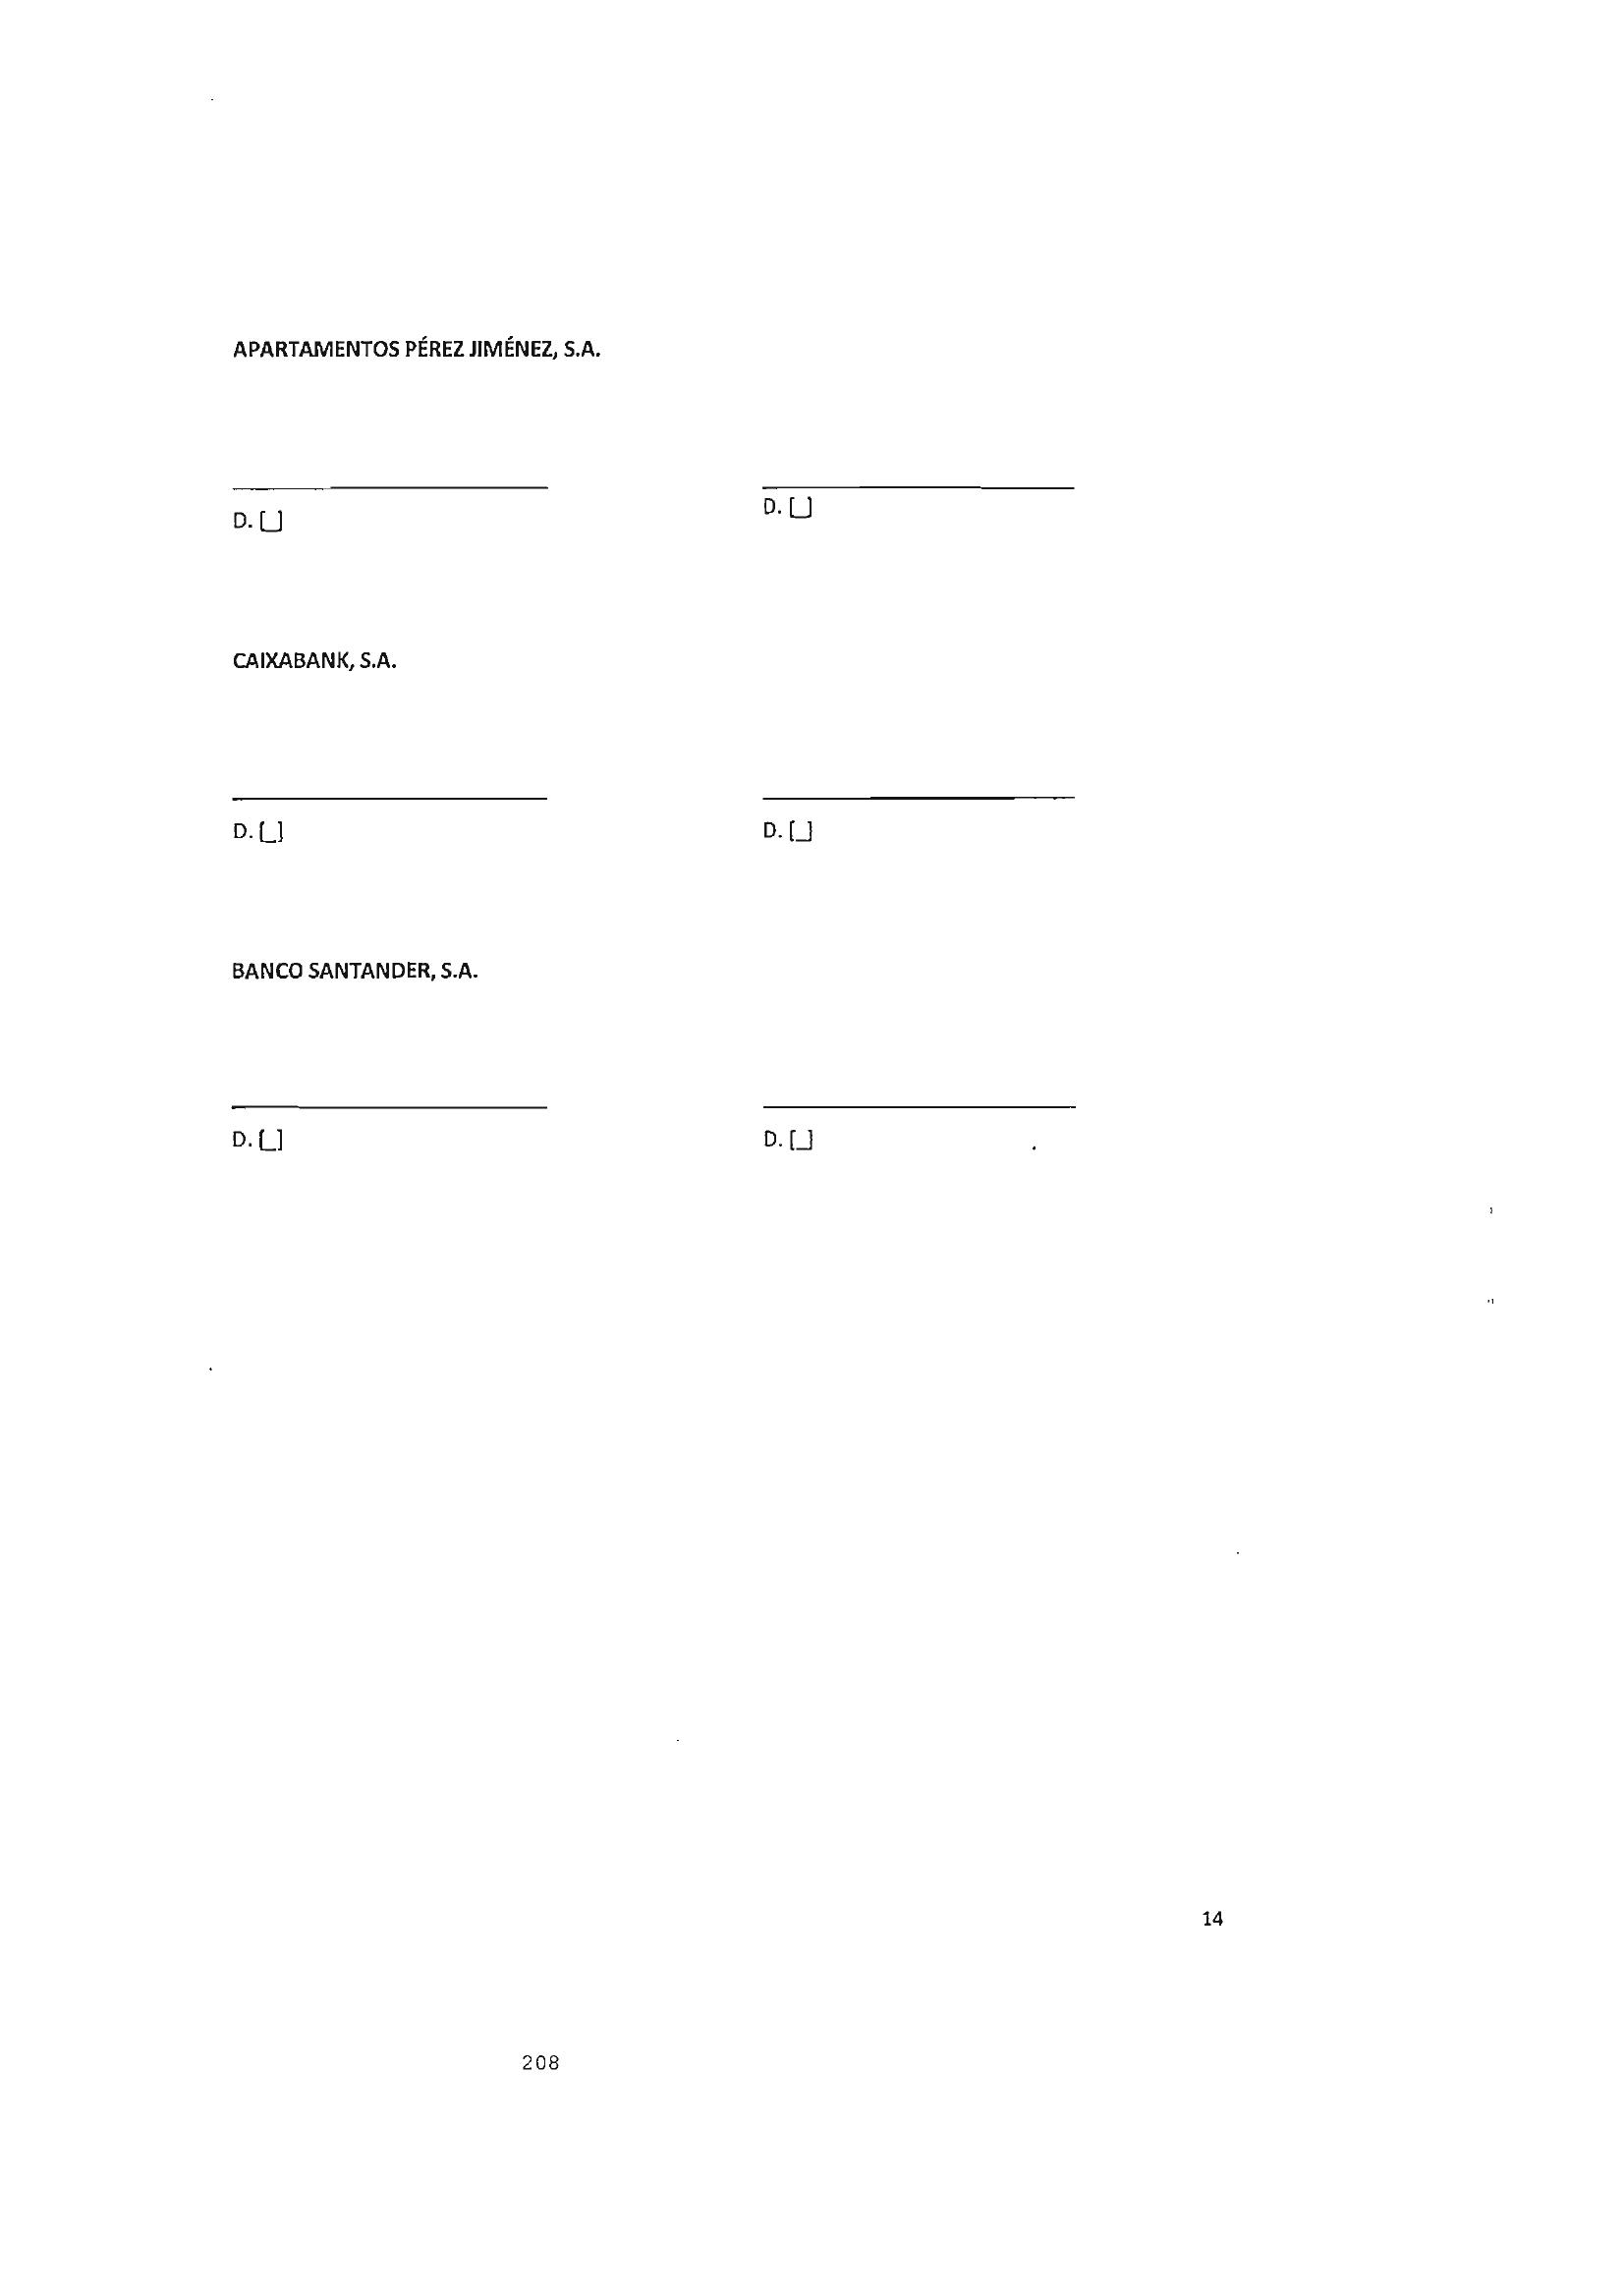 APARTAMENTOS PÉREZ JIMÉNEZ, S.A.
D. [_] D. [_]
CAIXABANK, S.A.
D. [_] D. [_]
BANCO SANTANDER, S.A.
D. [_] D. [_]
14
208